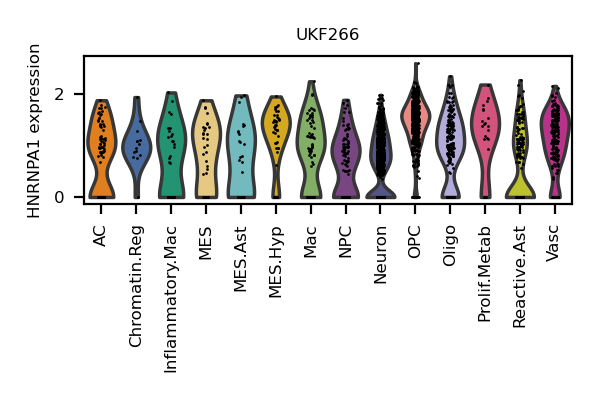 UKF266
HNRNPA1 expression
2
0
AC
Chromatin.Reg
Inflammatory.Mac
MES
MES.Ast
MES.Hyp
Mac
NPC
Neuron
OPC
Oligo
Prolif.Metab
Reactive.Ast
Vasc